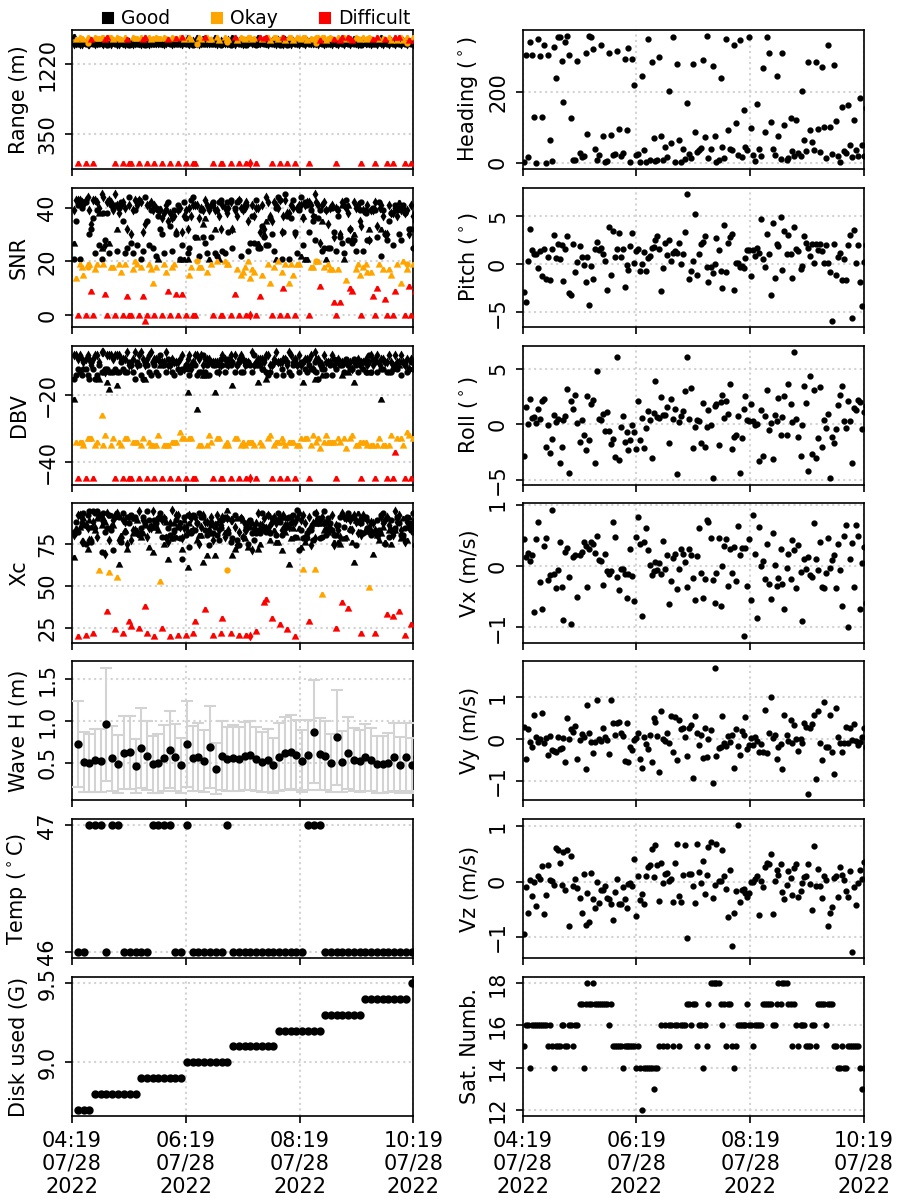 Good Okay Difficult
Range (m)
1220
350
Heading (°)
200
0
SNR
40
20
0
Pitch (°)
5
0
−5
DBV
−20
−40
Roll (°)
5
0
−5
Xc
75
50
25
Vx (m/s)
1
0
−1
Wave H (m)
1.5
1.0
0.5
Vy (m/s)
1
0
−1
Temp (°C)
47
46
Vz (m/s)
1
0
−1
Disk used (G)
9.5
9.0
Sat. Numb.
18
16
14
12
04:19 06:19 08:19 10:19 04:19 06:19 08:19 10:19
07/28 07/28 07/28 07/28 07/28 07/28 07/28 07/28
2022 2022 2022 2022 2022 2022 2022 2022